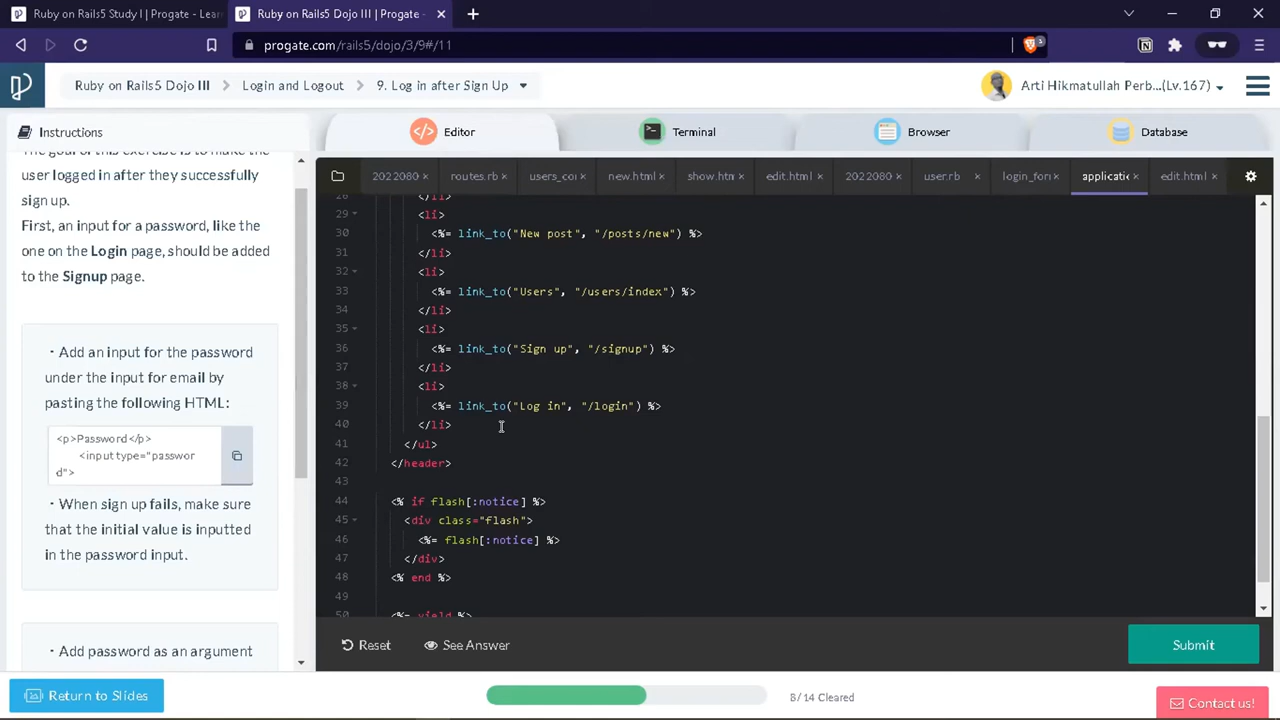 Ruby on Rails5 Study I | Progate - Lear
Ruby on Rails5 Dojo III | Progate -
progate.com/rails5/dojo/3/9#/11
Ruby on Rails5 Dojo III
Login and Logout
9. Log in after Sign Up
Arti Hikmatullah Perb...(Lv.167)
Instructions
Editor
Terminal
Browser
Database
The goal of this exercise is to make the
user logged in after they successfully
sign up.
First, an input for a password, like the
one on the Login page, should be added
to the Signup page.
・Add an input for the password
under the input for email by
pasting the following HTML:
<p>Password</p>
<input type="passwor
d">
・When sign up fails, make sure
that the initial value is inputted
in the password input.
・Add password as an argument
2022080
routes.rb
users_co
new.html
show.htm
edit.html
2022080
user.rb
login_for
applicatio
edit.html
28 </li>
29 <li>
30 <%= link_to("New post", "/posts/new") %>
31 </li>
32 <li>
33 <%= link_to("Users", "/users/index") %>
34 </li>
35 <li>
36 <%= link_to("Sign up", "/signup") %>
37 </li>
38 <li>
39 <%= link_to("Log in", "/login") %>
40 </li>
41 </ul>
42 </header>
43
44 <% if flash[:notice] %>
45 <div class="flash">
46 <%= flash[:notice] %>
47 </div>
48 <% end %>
49
50 <%= yield %>
Reset
See Answer
Submit
Return to Slides
8/14 Cleared
Contact us!